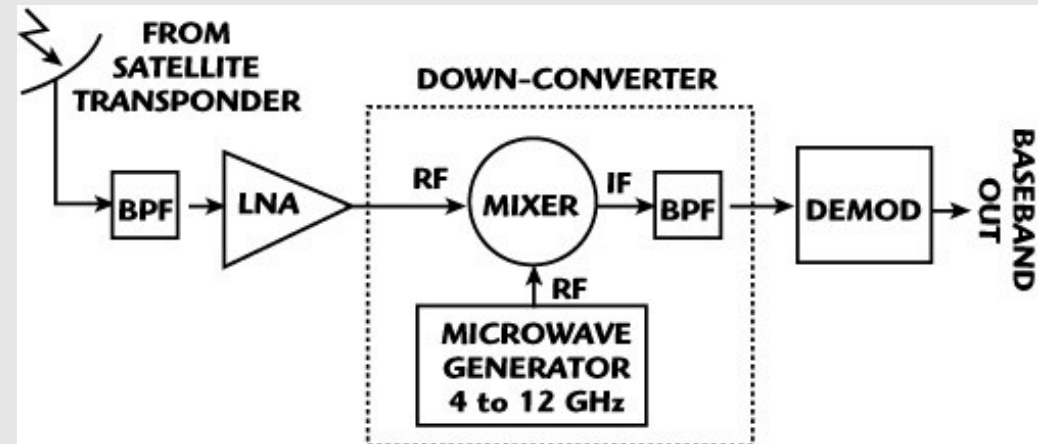 FROM
SATELLITE
TRANSPONDER
DOWN-CONVERTER
BPF
LNA
RF
MIXER
IF
BPF
DEMOD
BASEBAND
OUT
RF
MICROWAVE
GENERATOR
4 to 12 GHz